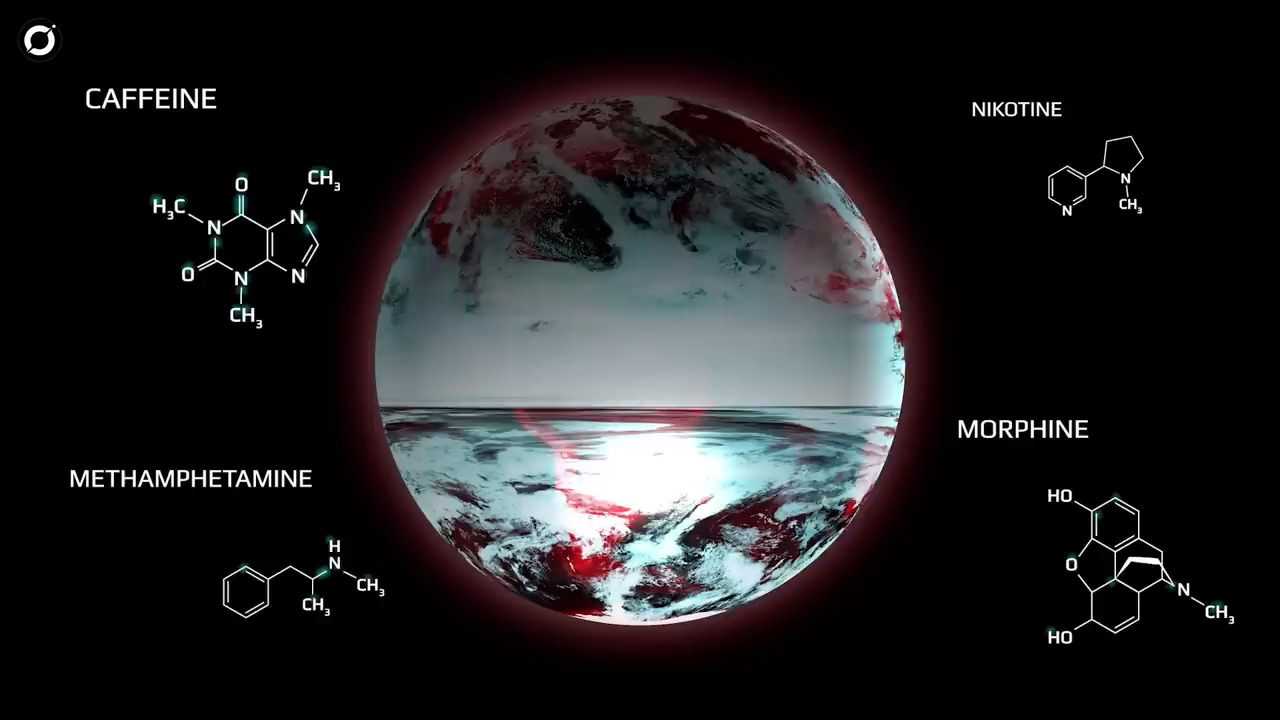 CAFFEINE
O
CH3
H3C
N
N
O
N
N
CH3
NIKOTINE
N
N
CH3
METHAMPHETAMINE
H
N
CH3
CH3
MORPHINE
HO
O
N
CH3
HO